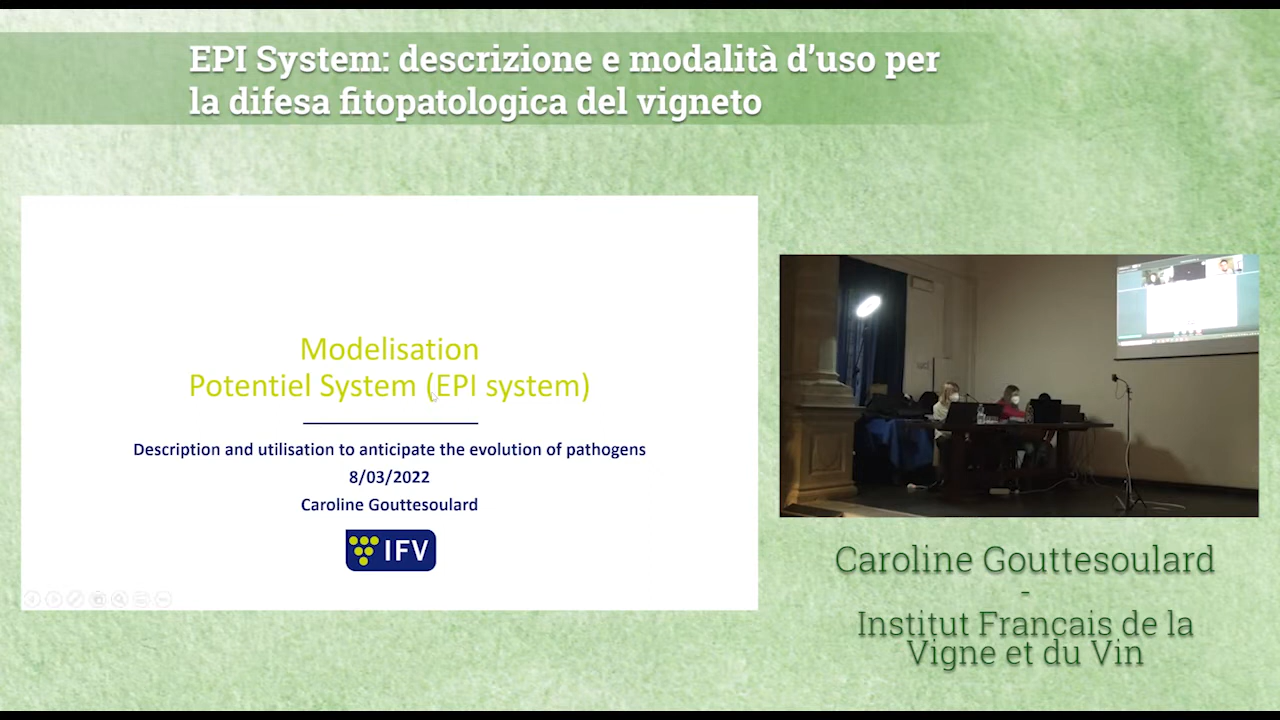 EPI System: descrizione e modalità d'uso per
la difesa fitopatologica del vigneto
Modelisation
Potentiel System (EPI system)
Description and utilisation to anticipate the evolution of pathogens
8/03/2022
Caroline Gouttesoulard
IFV
Caroline Gouttesoulard
-
Institut Français de la
Vigne et du Vin